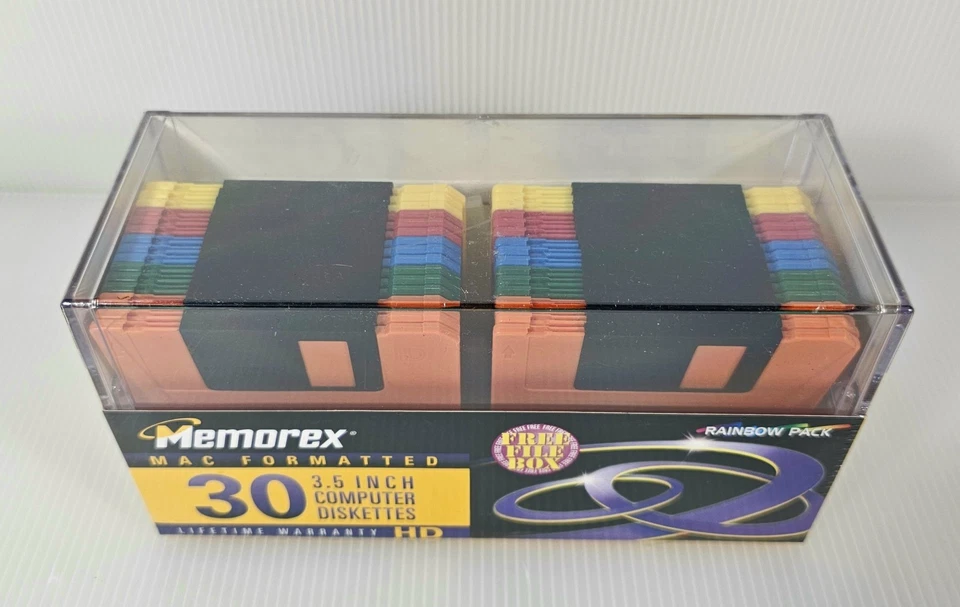 Memorex®
MAC FORMATTED
30
3.5 INCH
COMPUTER
DISKETTES
LIFETIME WARRANTY HD
FREE
FILE
BOX
RAINBOW PACK